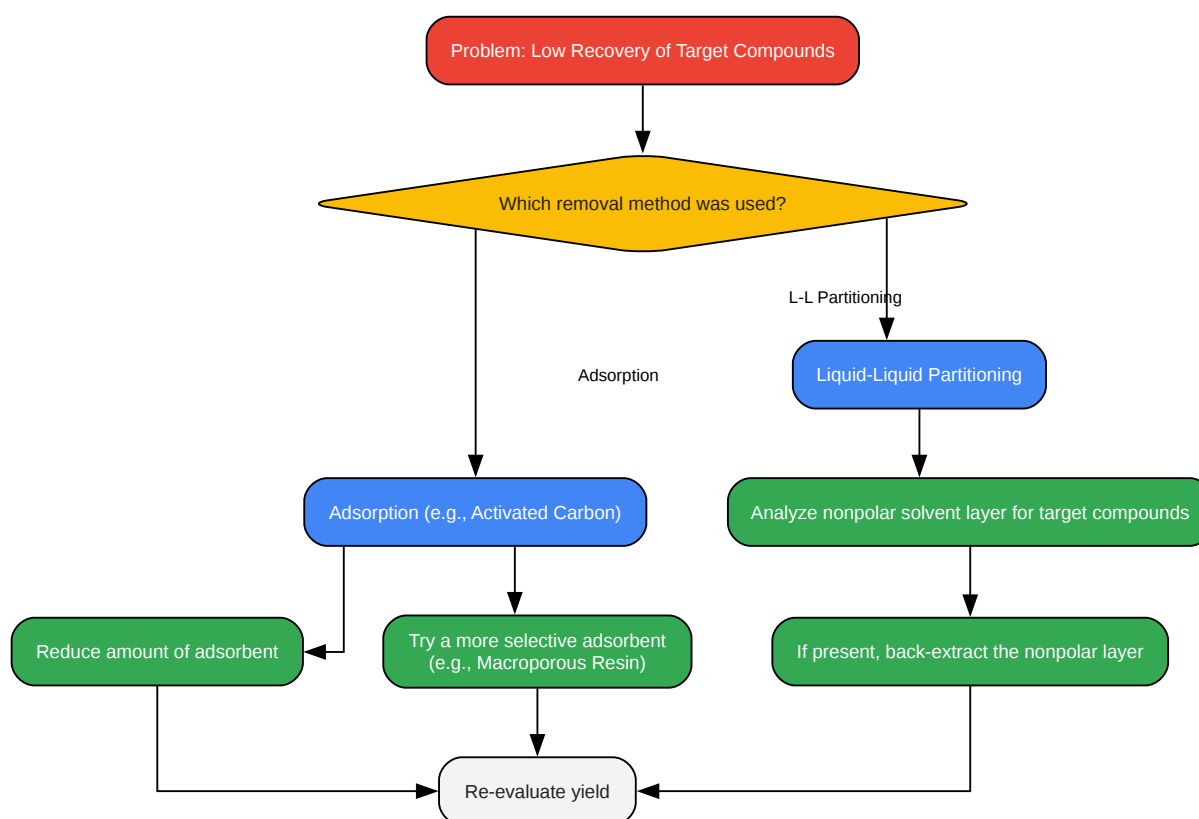 Problem: Low Recovery of Target Compounds
Which removal method was used?
L-L Partitioning
Adsorption
Liquid-Liquid Partitioning
Adsorption (e.g., Activated Carbon)
Analyze nonpolar solvent layer for target compounds
Reduce amount of adsorbent
Try a more selective adsorbent
(e.g., Macroporous Resin)
If present, back-extract the nonpolar layer
Re-evaluate yield